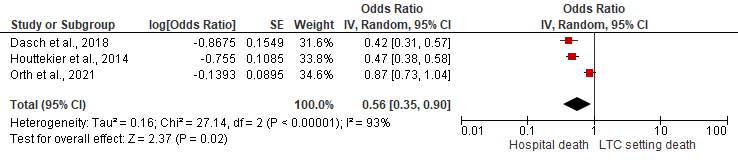 Odds Ratio Odds Ratio
Study or Subgroup log[Odds Ratio] SE Weight IV, Random, 95% CI IV, Random, 95% CI
Dasch et al., 2018 -0.8675 0.1549 31.6% 0.42 [0.31, 0.57]
Houttekier et al., 2014 -0.755 0.1085 33.8% 0.47 [0.38, 0.58]
Orth et al., 2021 -0.1393 0.0895 34.6% 0.87 [0.73, 1.04]
Total (95% CI) 100.0% 0.56 [0.35, 0.90]
Heterogeneity: Tau² = 0.16; Chi² = 27.14, df = 2 (P < 0.00001); I² = 93%
Test for overall effect: Z = 2.37 (P = 0.02)
0.01 0.1 1 10 100
Hospital death LTC setting death